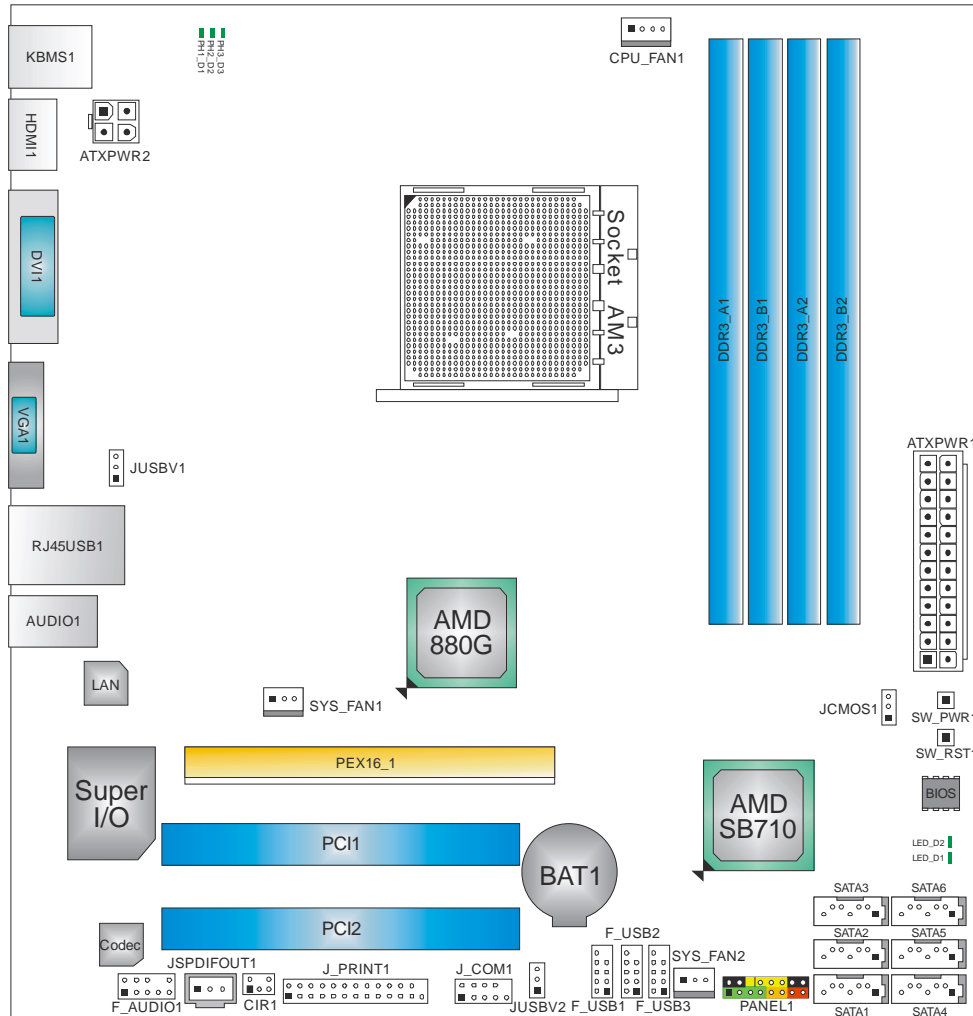 KBMS1
PH1_D1
PH2_D2
PH3_D3
CPU_FAN1
HDMI1
ATXPWR2
DVI1
Socket AM3
DDR3_A1
DDR3_B1
DDR3_A2
DDR3_B2
VGA1
JUSBV1
ATXPWR1
RJ45USB1
AUDIO1
AMD
880G
LAN
SYS_FAN1
JCMOS1
SW_PWR1
SW_RST1
PEX16_1
Super
I/O
AMD
SB710
BIOS
PCI1
LED_D2
LED_D1
BAT1
SATA3
SATA6
PCI2
Codec
F_USB2
SATA2
SATA5
JSPDIFOUT1
J_PRINT1
J_COM1
SYS_FAN2
F_AUDIO1
CIR1
JUSBV2
F_USB1
F_USB3
PANEL1
SATA1
SATA4